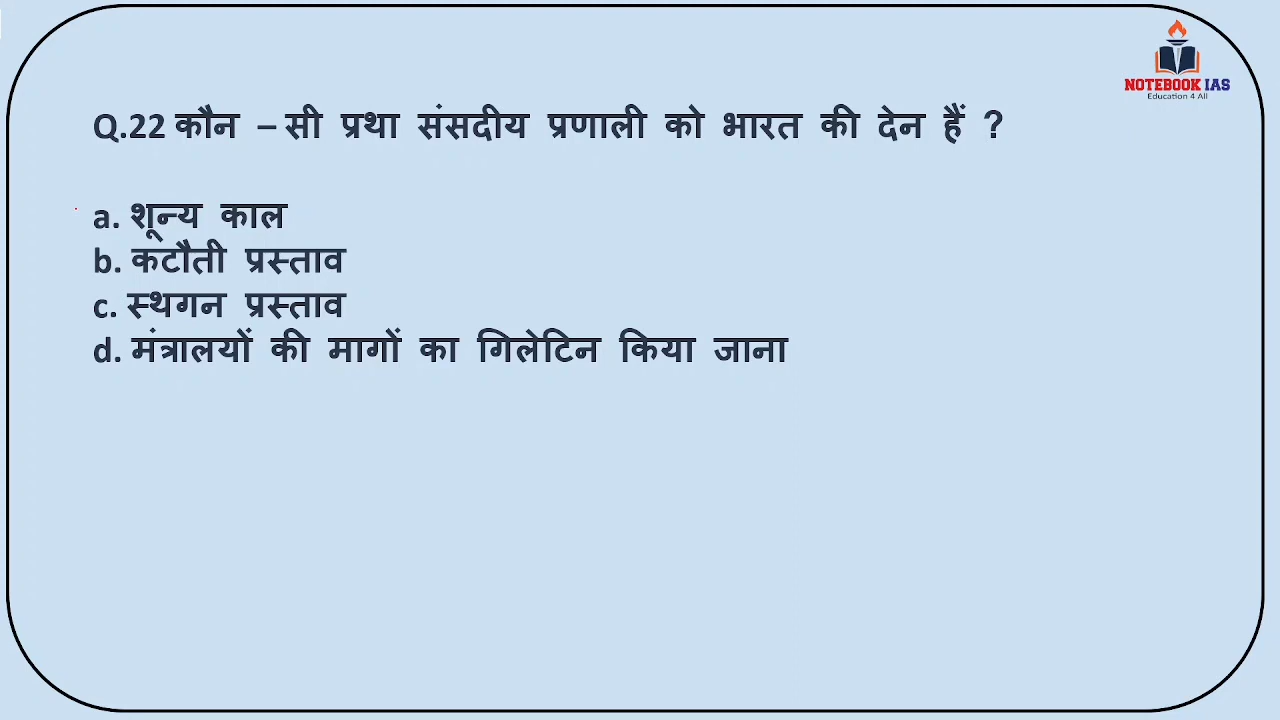 NOTEBOOK IAS
Education 4 All
Q.22 कौन – सी प्रथा संसदीय प्रणाली को भारत की देन हैं ?
a. शून्य काल
b. कटौती प्रस्ताव
c. स्थगन प्रस्ताव
d. मंत्रालयों की मागों का गिलेटिन किया जाना